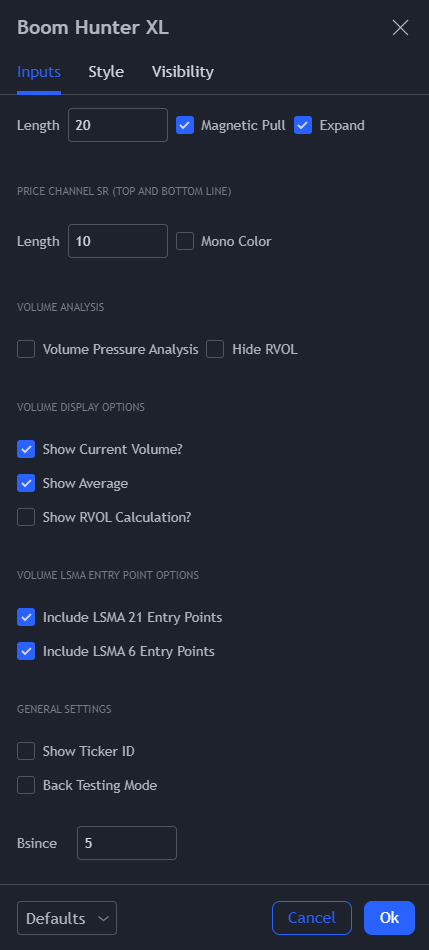 Boom Hunter XL
Inputs Style Visibility
Length 20 Magnetic Pull Expand
PRICE CHANNEL SR (TOP AND BOTTOM LINE)
Length 10 Mono Color
VOLUME ANALYSIS
Volume Pressure Analysis Hide RVOL
VOLUME DISPLAY OPTIONS
Show Current Volume?
Show Average
Show RVOL Calculation?
VOLUME LSMA ENTRY POINT OPTIONS
Include LSMA 21 Entry Points
Include LSMA 6 Entry Points
GENERAL SETTINGS
Show Ticker ID
Back Testing Mode
Bsince 5
Defaults Cancel Ok